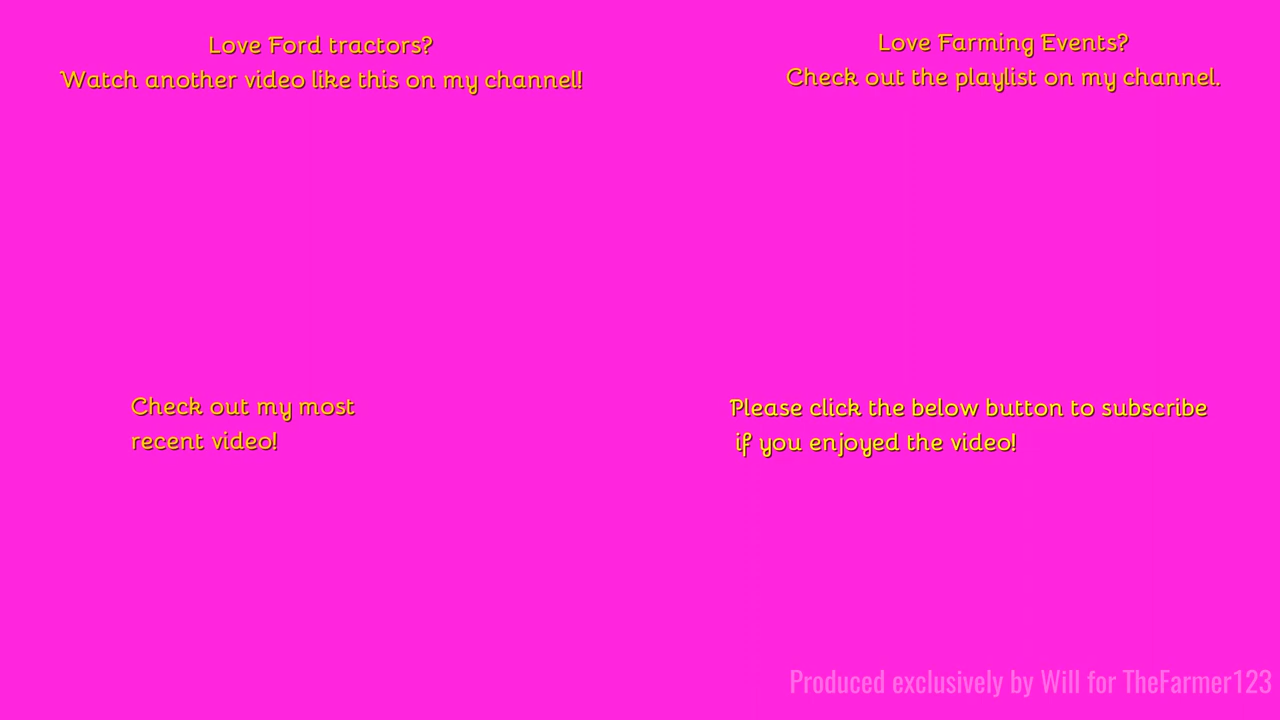 Love Ford tractors?
Watch another video like this on my channel!
Love Farming Events?
Check out the playlist on my channel.
Check out my most
recent video!
Please click the below button to subscribe
if you enjoyed the video!
Produced exclusively by Will for TheFarmer123